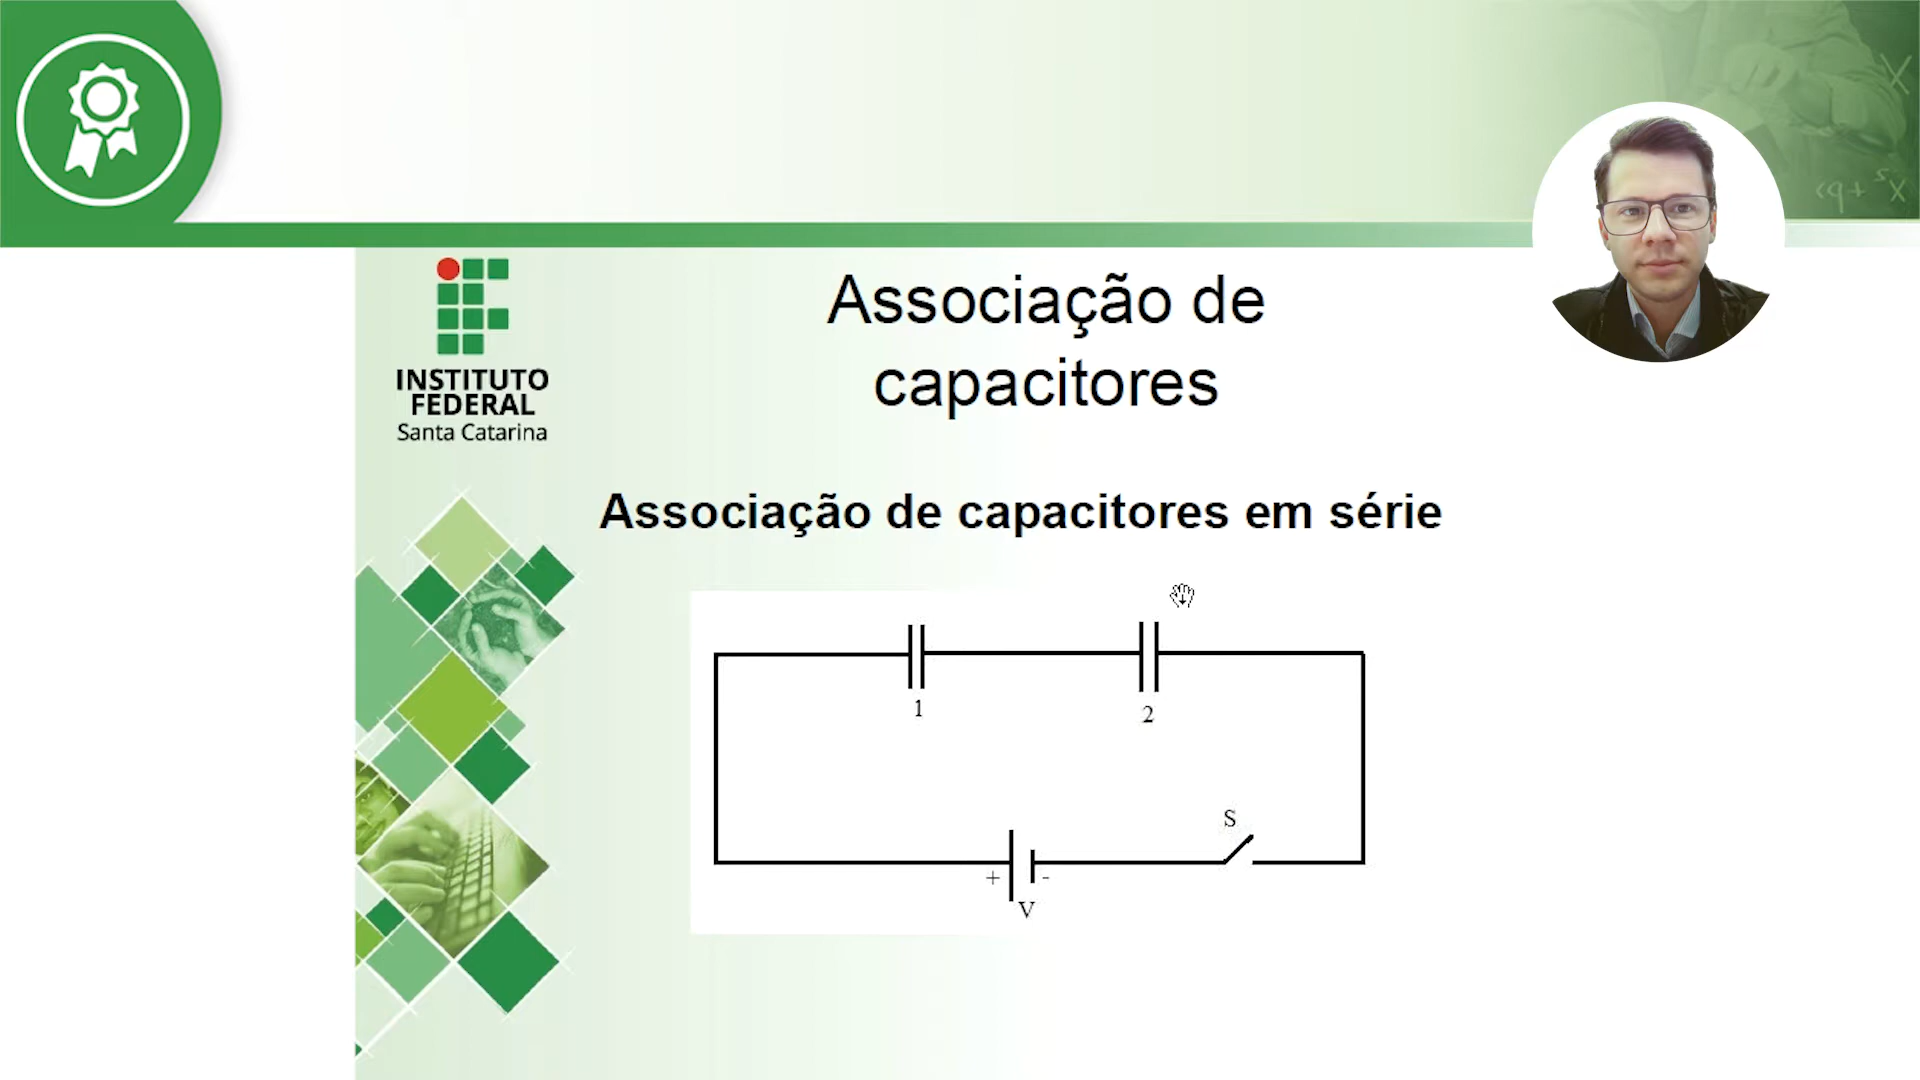 INSTITUTO
FEDERAL
Santa Catarina
Associação de
capacitores
Associação de capacitores em série
1
2
S
+
-
V